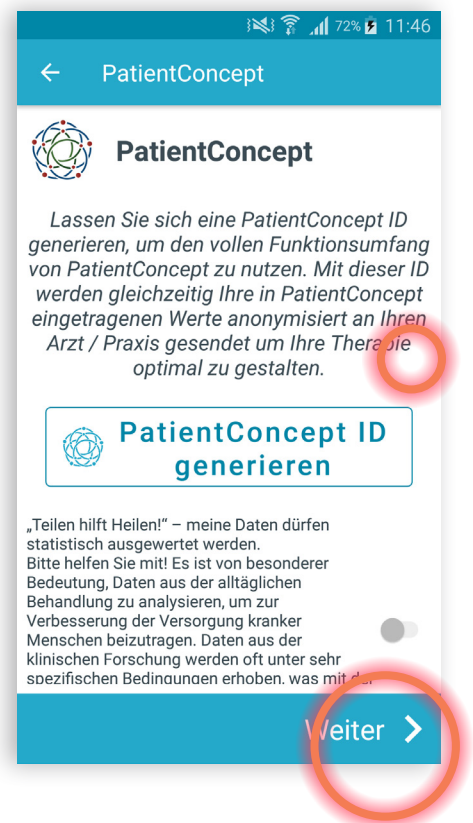 72% 11:46
PatientConcept
PatientConcept
Lassen Sie sich eine PatientConcept ID
generieren, um den vollen Funktionsumfang
von PatientConcept zu nutzen. Mit dieser ID
werden gleichzeitig Ihre in PatientConcept
eingetragenen Werte anonymisiert an Ihren
Arzt / Praxis gesendet um Ihre Therapie
optimal zu gestalten.
PatientConcept ID
generieren
„Teilen hilft Heilen!“ – meine Daten dürfen
statistisch ausgewertet werden.
Bitte helfen Sie mit! Es ist von besonderer
Bedeutung, Daten aus der alltäglichen
Behandlung zu analysieren, um zur
Verbesserung der Versorgung kranker
Menschen beizutragen. Daten aus der
klinischen Forschung werden oft unter sehr
spezifischen Bedingungen erhoben, was mit der
Weiter